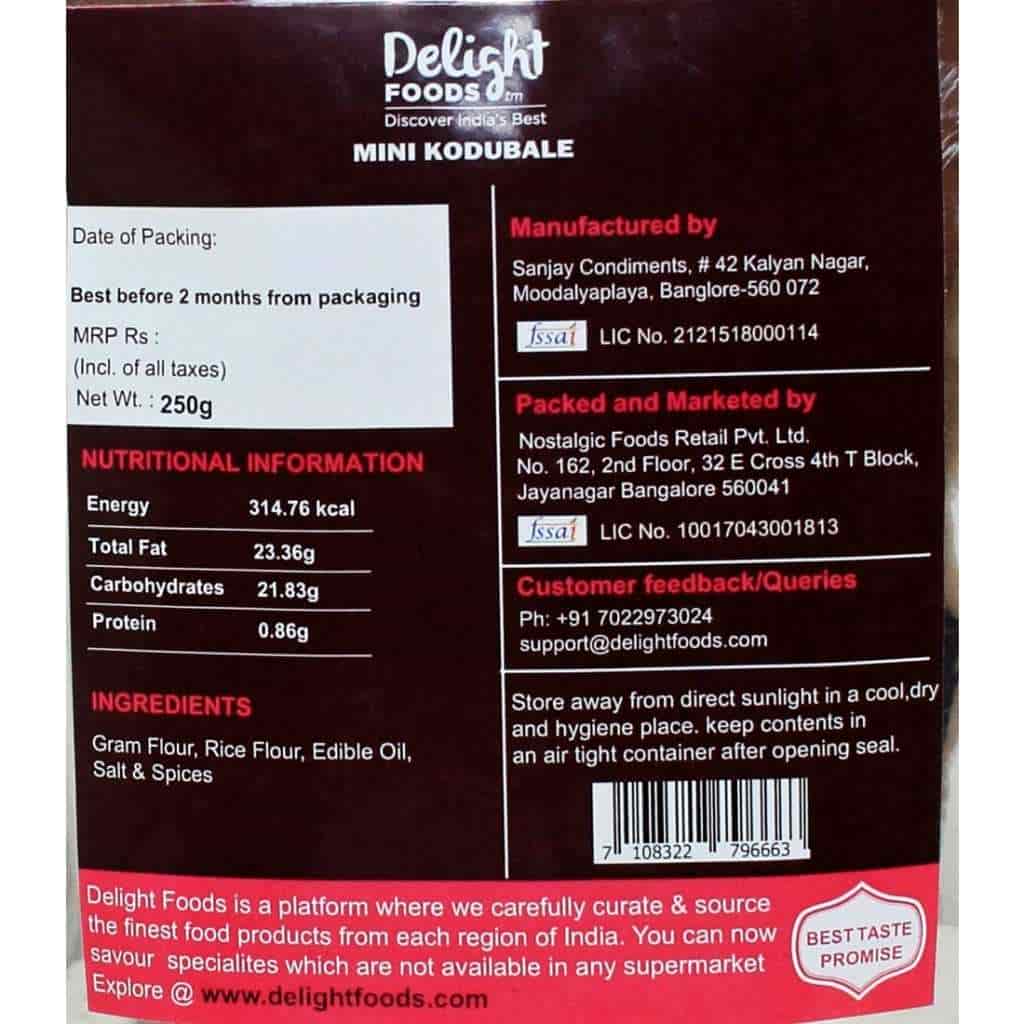 Delight
FOODS tm
Discover India's Best
MINI KODUBALE
Date of Packing:
Best before 2 months from packaging
MRP Rs :
(Incl. of all taxes)
Net Wt. : 250g
NUTRITIONAL INFORMATION
Energy 314.76 kcal
Total Fat 23.36g
Carbohydrates 21.83g
Protein 0.86g
INGREDIENTS
Gram Flour, Rice Flour, Edible Oil,
Salt & Spices
Manufactured by
Sanjay Condiments, # 42 Kalyan Nagar,
Moodalyaplaya, Banglore-560 072
fssai LIC No. 2121518000114
Packed and Marketed by
Nostalgic Foods Retail Pvt. Ltd.
No. 162, 2nd Floor, 32 E Cross 4th T Block,
Jayanagar Bangalore 560041
fssai LIC No. 10017043001813
Customer feedback/Queries
Ph: +91 7022973024
support@delightfoods.com
Store away from direct sunlight in a cool,dry
and hygiene place. keep contents in
an air tight container after opening seal.
7 108322 796663
Delight Foods is a platform where we carefully curate & source
the finest food products from each region of India. You can now
savour specialites which are not available in any supermarket
Explore @ www.delightfoods.com
BEST TASTE
PROMISE